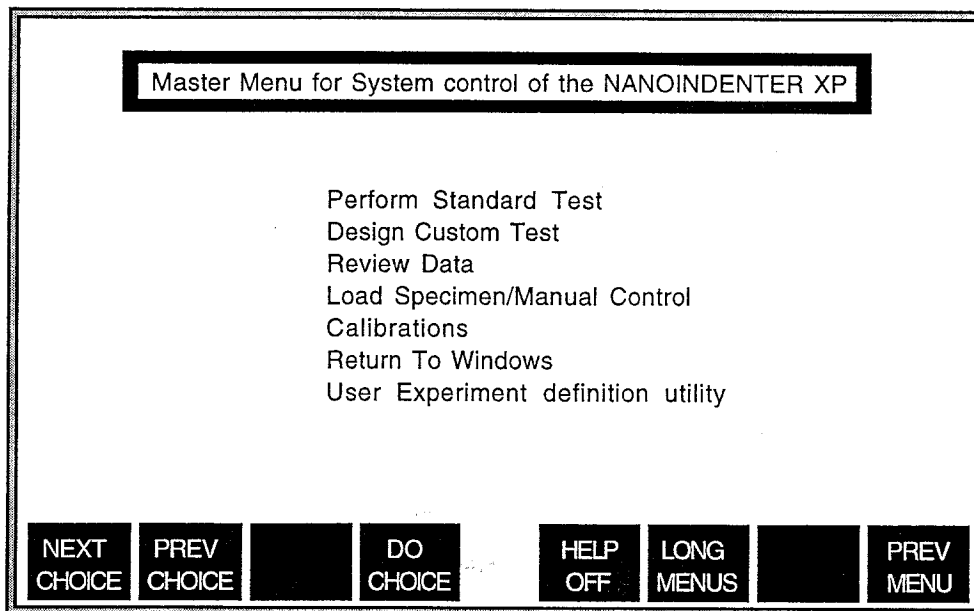 Master Menu for System control of the NANOINDENTER XP
Perform Standard Test
Design Custom Test
Review Data
Load Specimen/Manual Control
Calibrations
Return To Windows
User Experiment definition utility
NEXT CHOICE
PREV CHOICE
DO CHOICE
HELP OFF
LONG MENUS
PREV MENU